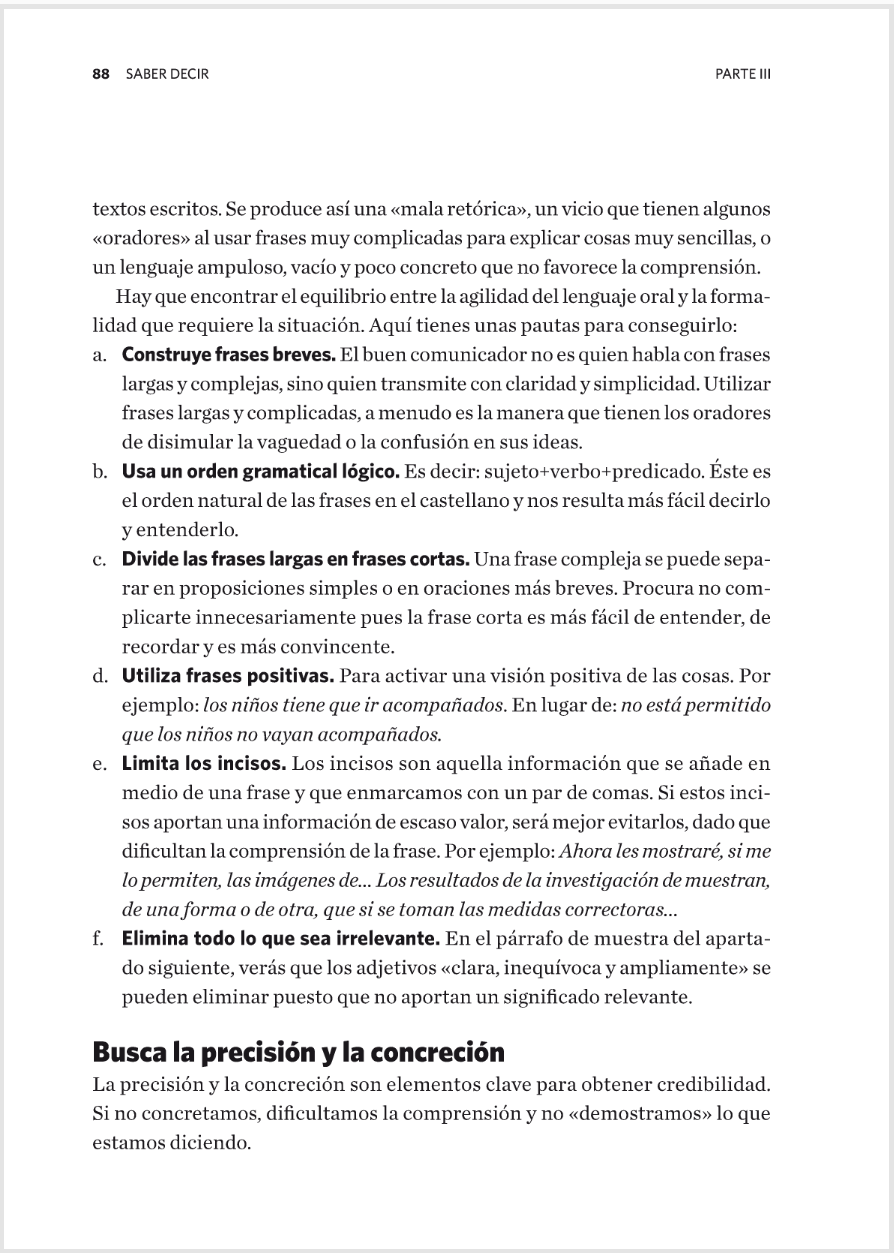 88 SABER DECIR PARTE III
textos escritos. Se produce así una «mala retórica», un vicio que tienen algunos
«oradores» al usar frases muy complicadas para explicar cosas muy sencillas, o
un lenguaje ampuloso, vacío y poco concreto que no favorece la comprensión.
Hay que encontrar el equilibrio entre la agilidad del lenguaje oral y la forma-
lidad que requiere la situación. Aquí tienes unas pautas para conseguirlo:
a. Construye frases breves. El buen comunicador no es quien habla con frases
largas y complejas, sino quien transmite con claridad y simplicidad. Utilizar
frases largas y complicadas, a menudo es la manera que tienen los oradores
de disimular la vaguedad o la confusión en sus ideas.
b. Usa un orden gramatical lógico. Es decir: sujeto+verbo+predicado. Éste es
el orden natural de las frases en el castellano y nos resulta más fácil decirlo
y entenderlo.
c. Divide las frases largas en frases cortas. Una frase compleja se puede sepa-
rar en proposiciones simples o en oraciones más breves. Procura no com-
plicarte innecesariamente pues la frase corta es más fácil de entender, de
recordar y es más convincente.
d. Utiliza frases positivas. Para activar una visión positiva de las cosas. Por
ejemplo: los niños tiene que ir acompañados. En lugar de: no está permitido
que los niños no vayan acompañados.
e. Limita los incisos. Los incisos son aquella información que se añade en
medio de una frase y que enmarcamos con un par de comas. Si estos inci-
sos aportan una información de escaso valor, será mejor evitarlos, dado que
dificultan la comprensión de la frase. Por ejemplo: Ahora les mostraré, si me
lo permiten, las imágenes de... Los resultados de la investigación de muestran,
de una forma o de otra, que si se toman las medidas correctoras...
f. Elimina todo lo que sea irrelevante. En el párrafo de muestra del aparta-
do siguiente, verás que los adjetivos «clara, inequívoca y ampliamente» se
pueden eliminar puesto que no aportan un significado relevante.
Busca la precisión y la concreción
La precisión y la concreción son elementos clave para obtener credibilidad.
Si no concretamos, dificultamos la comprensión y no «demostramos» lo que
estamos diciendo.